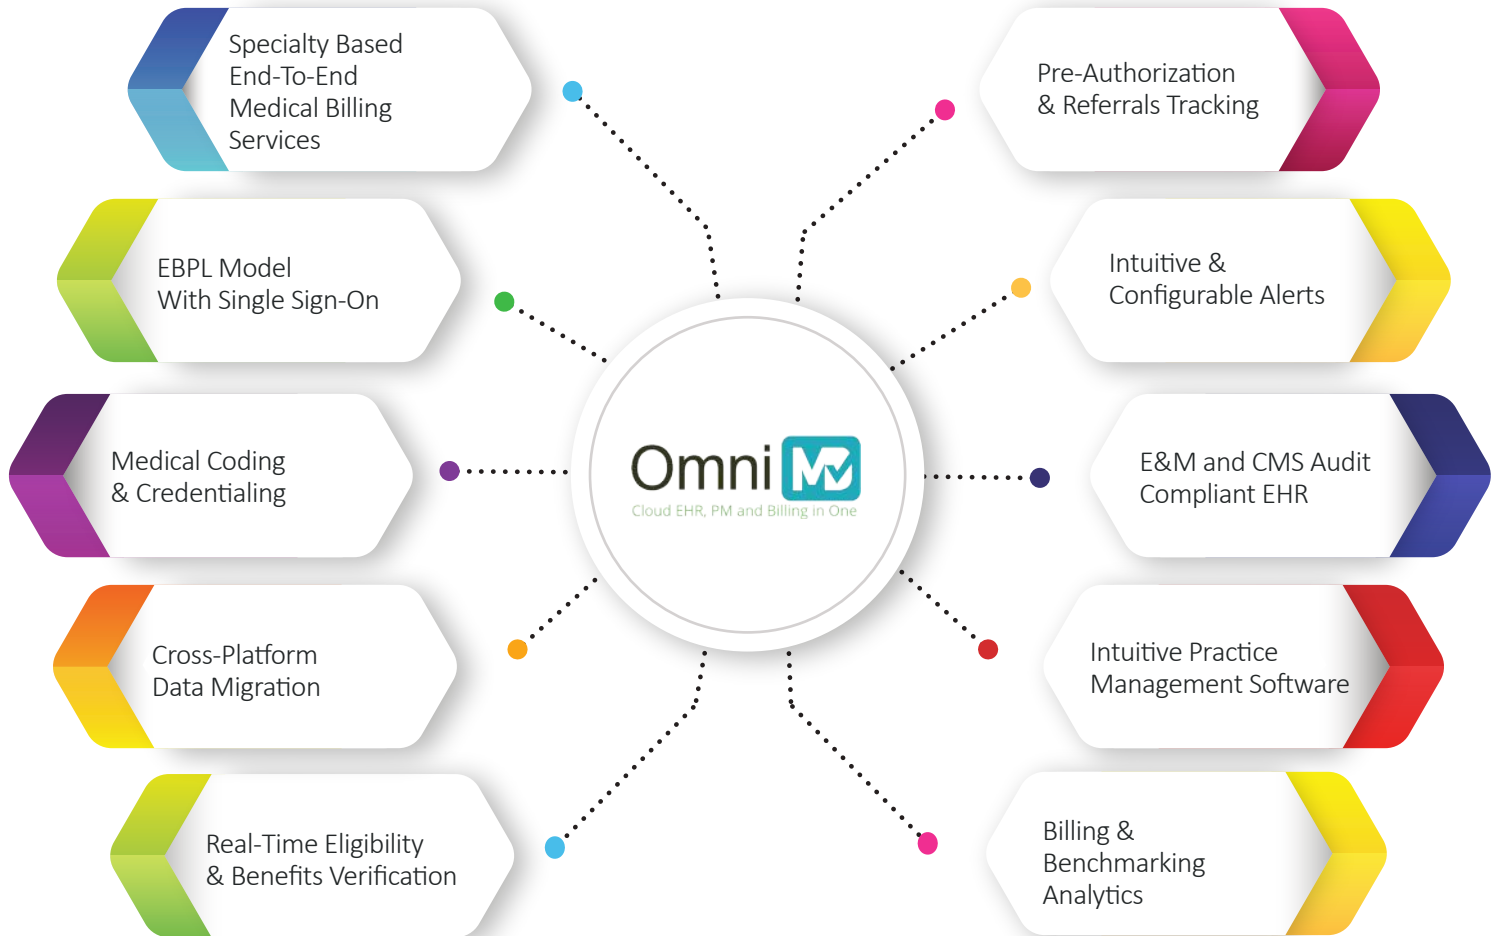 Specialty Based
End-To-End
Medical Billing
Services
EBPL Model
With Single Sign-On
Medical Coding
& Credentialing
Cross-Platform
Data Migration
Real-Time Eligibility
& Benefits Verification
Omni MD
Cloud EHR, PM and Billing in One
Pre-Authorization
& Referrals Tracking
Intuitive &
Configurable Alerts
E&M and CMS Audit
Compliant EHR
Intuitive Practice
Management Software
Billing &
Benchmarking
Analytics